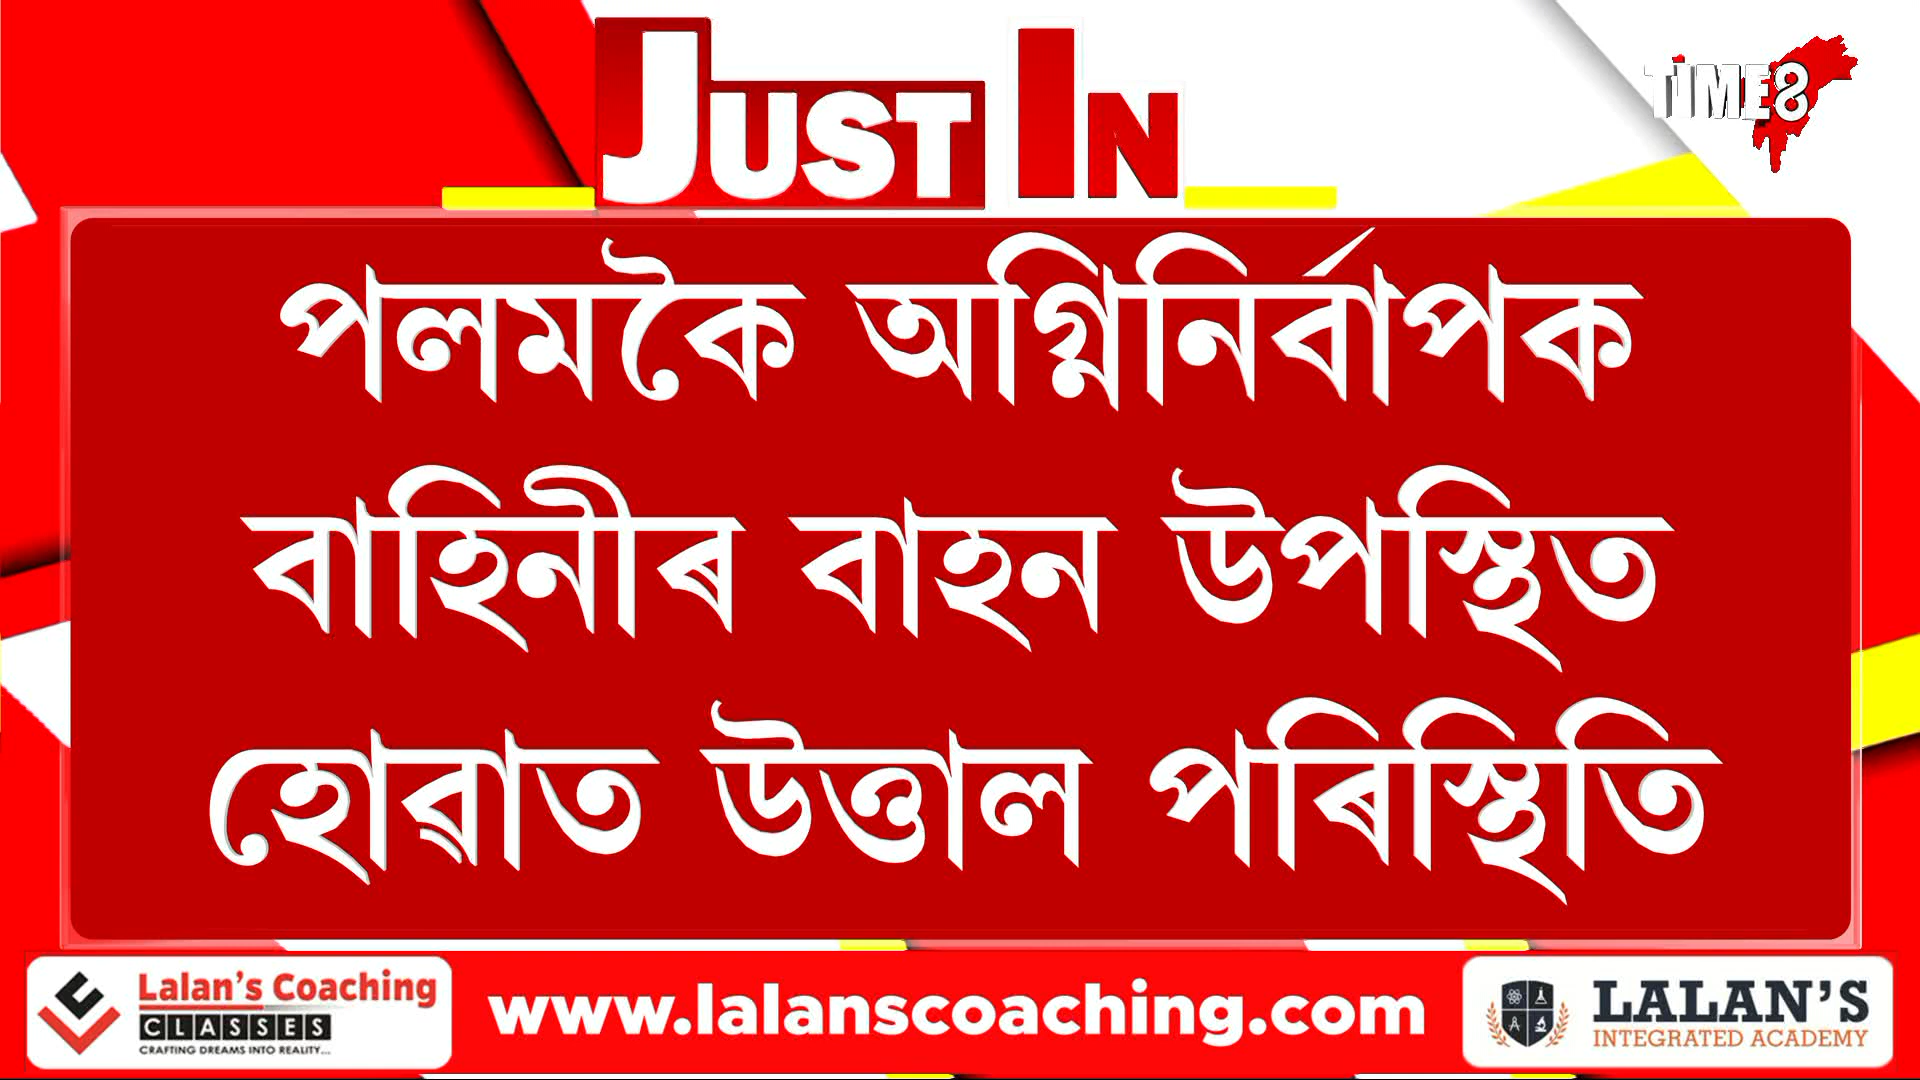 JUST IN
TIME8
পলমকৈ অগ্নিনিৰ্বাপক
বাহিনীৰ বাহন উপস্থিত
হোৱাত উত্তাল পৰিস্থিতি
Lalan's Coaching
CLASSES
CRAFTING DREAMS INTO REALITY...
www.lalanscoaching.com
LALAN'S
INTEGRATED ACADEMY